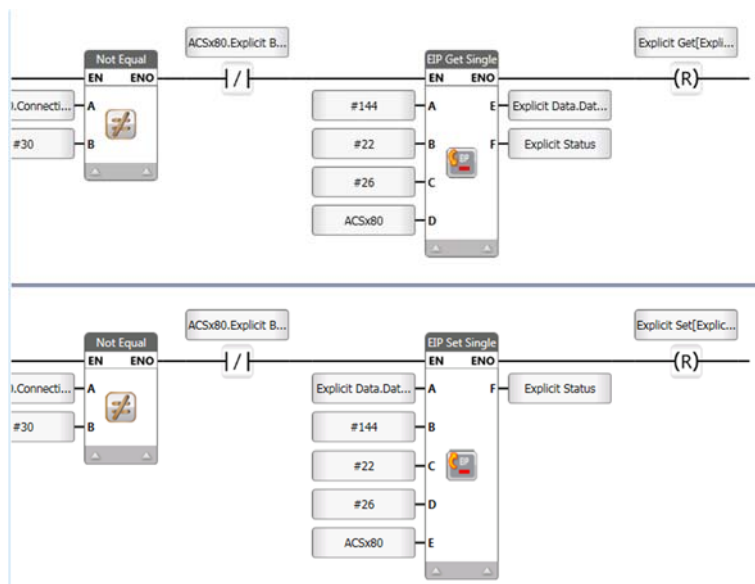 ACSx80.Explicit B...
Explicit Get[Expli...
Not Equal
EIP Get Single
EN ENO
EN ENO
(R)
).Connecti... A
#144 A E Explicit Data.Dat...
#30 B
#22 B F Explicit Status
EIP
#26 C
ACSx80 D
ACSx80.Explicit B...
Explicit Set[Explic...
Not Equal
EIP Set Single
EN ENO
EN ENO
(R)
).Connecti... A
Explicit Data.Dat... A F Explicit Status
#30 B
#144 B
#22 C
EIP
#26 D
ACSx80 E